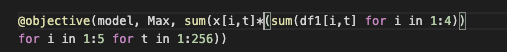 @objective(model, Max, sum(x[i,t]*(sum(df1[i,t] for i in 1:4))
for i in 1:5 for t in 1:256))